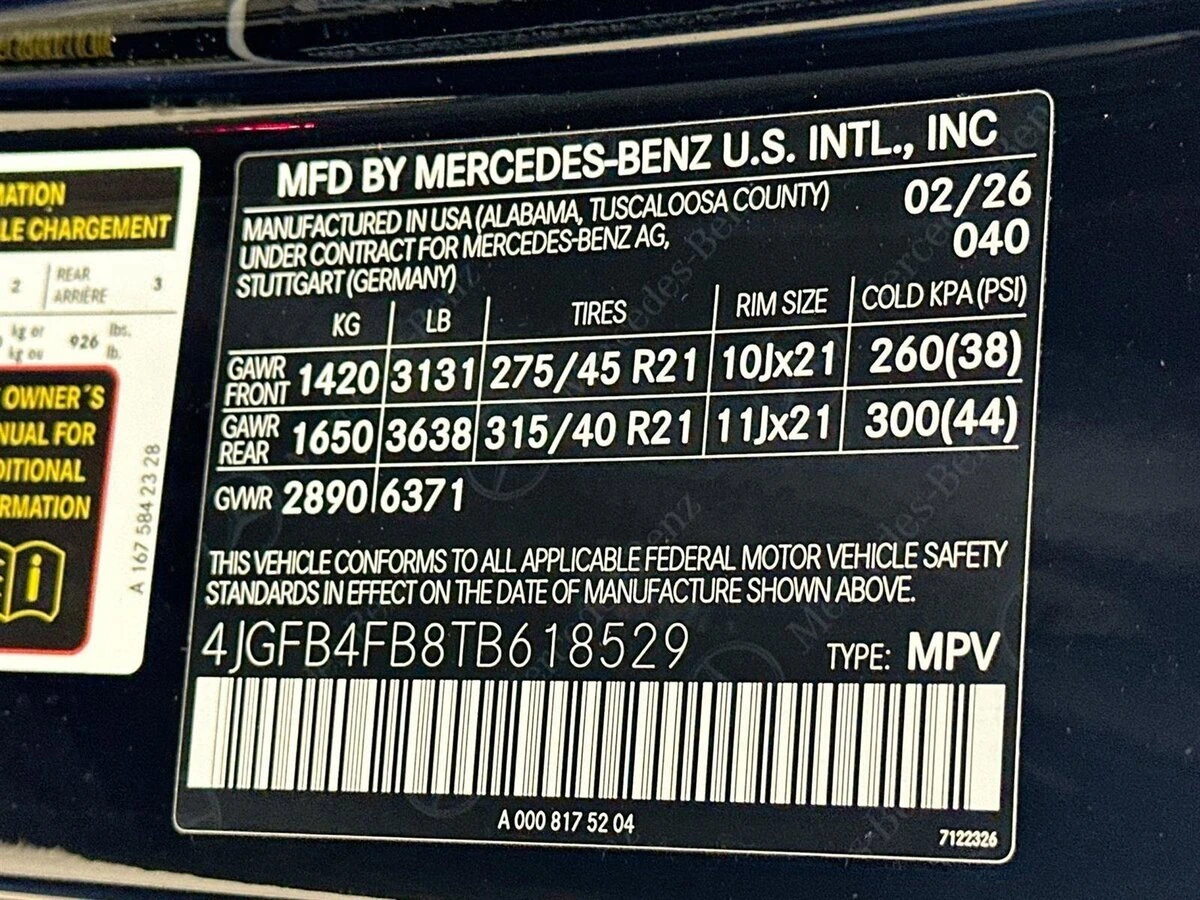 MATION
LE CHARGEMENT
2 REAR ARRIÈRE 3
kg or kg ou 926 lbs. lb.
OWNER´S
NUAL FOR
DITIONAL
RMATION
A 167 584 23 28
MFD BY MERCEDES-BENZ U.S. INTL., INC
MANUFACTURED IN USA (ALABAMA, TUSCALOOSA COUNTY) 02/26
UNDER CONTRACT FOR MERCEDES-BENZ AG, 040
STUTTGART (GERMANY)
KG LB TIRES RIM SIZE COLD KPA (PSI)
GAWR FRONT 1420 3131 275/45 R21 10Jx21 260(38)
GAWR REAR 1650 3638 315/40 R21 11Jx21 300(44)
GVWR 2890 6371
THIS VEHICLE CONFORMS TO ALL APPLICABLE FEDERAL MOTOR VEHICLE SAFETY
STANDARDS IN EFFECT ON THE DATE OF MANUFACTURE SHOWN ABOVE.
4JGFB4FB8TB618529 TYPE: MPV
A 000 817 52 04
7122326